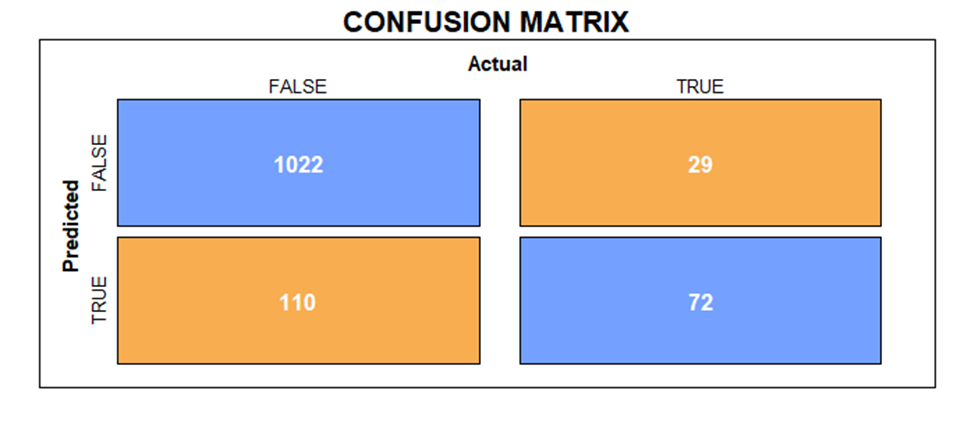 CONFUSION MATRIX
Actual
FALSE TRUE
Predicted
FALSE 1022 29
TRUE 110 72